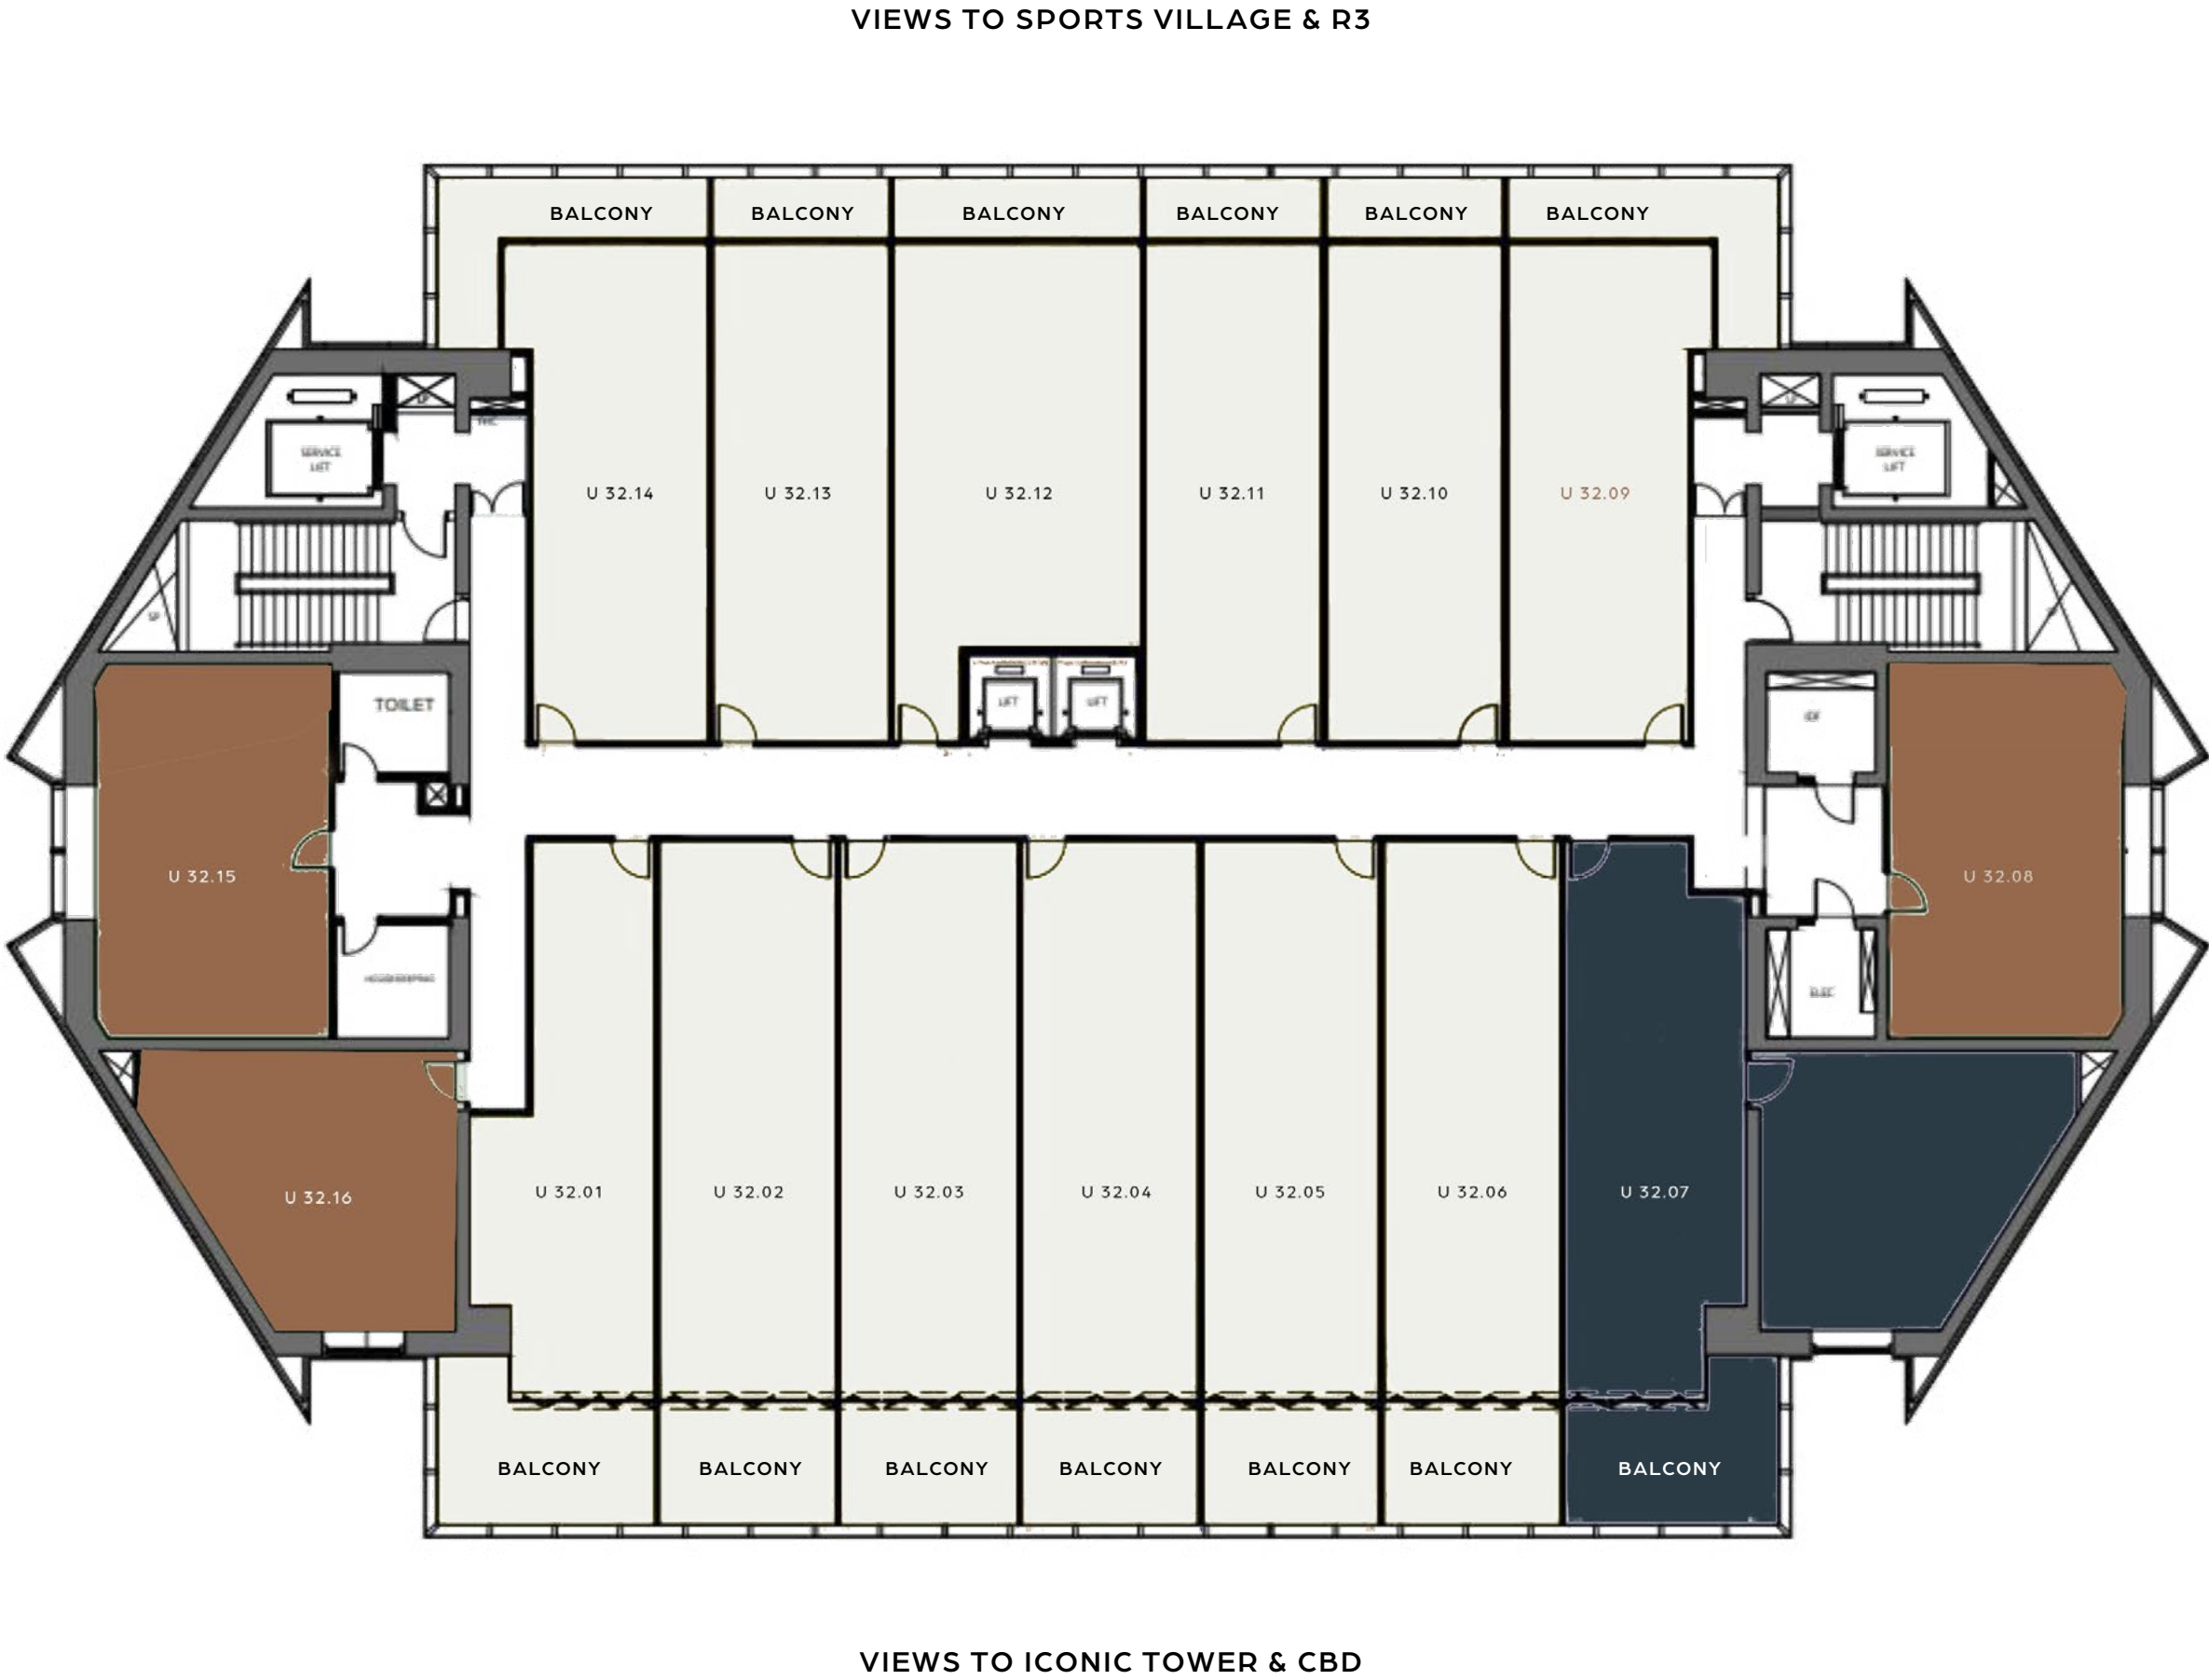 VIEWS TO SPORTS VILLAGE & R3
BALCONY BALCONY BALCONY BALCONY BALCONY BALCONY
SERVICE
LIFT
SERVICE
LIFT
U 32.14 U 32.13 U 32.12 U 32.11 U 32.10 U 32.09
TOILET
LIFT LIFT
U 32.15
U 32.08
HOUSEKEEPING
ELEC
U 32.16
U 32.01 U 32.02 U 32.03 U 32.04 U 32.05 U 32.06 U 32.07
BALCONY BALCONY BALCONY BALCONY BALCONY BALCONY BALCONY
VIEWS TO ICONIC TOWER & CBD